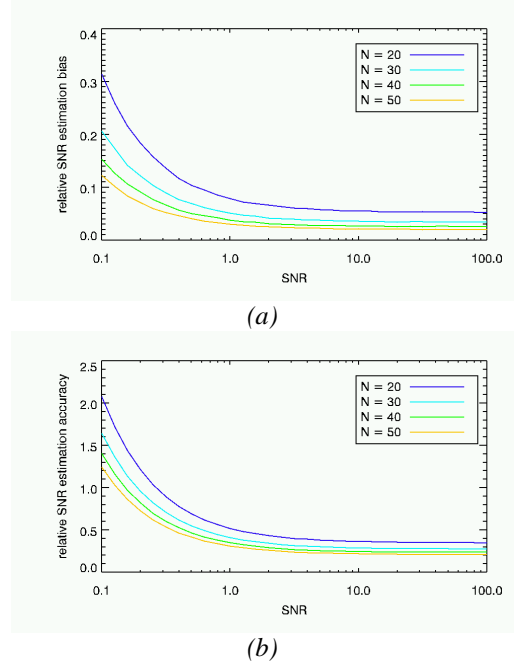 0.4
0.3
0.2
0.1
0.0
relative SNR estimation bias
N = 20
N = 30
N = 40
N = 50
0.1 1.0 10.0 100.0
SNR
(a)
2.5
2.0
1.5
1.0
0.5
0.0
relative SNR estimation accuracy
N = 20
N = 30
N = 40
N = 50
0.1 1.0 10.0 100.0
SNR
(b)